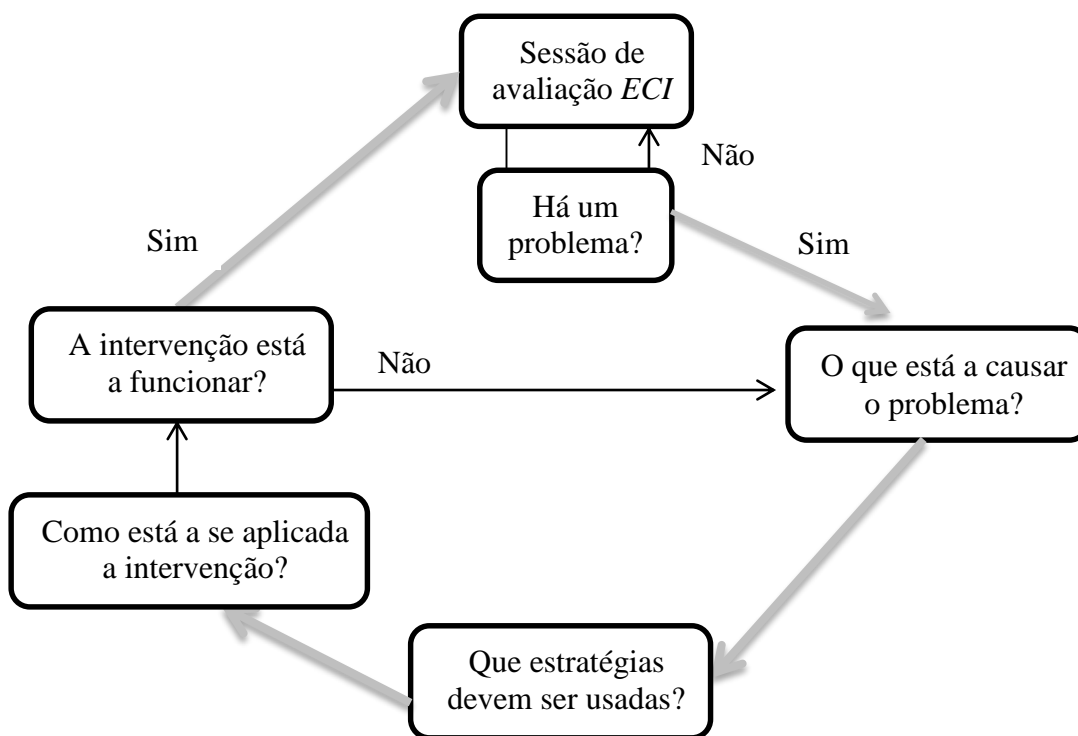 Sessão de
avaliação ECI
Não
Há um
problema?
Sim
Sim
A intervenção está
a funcionar?
Não
O que está a causar
o problema?
Como está a se aplicada
a intervenção?
Que estratégias
devem ser usadas?